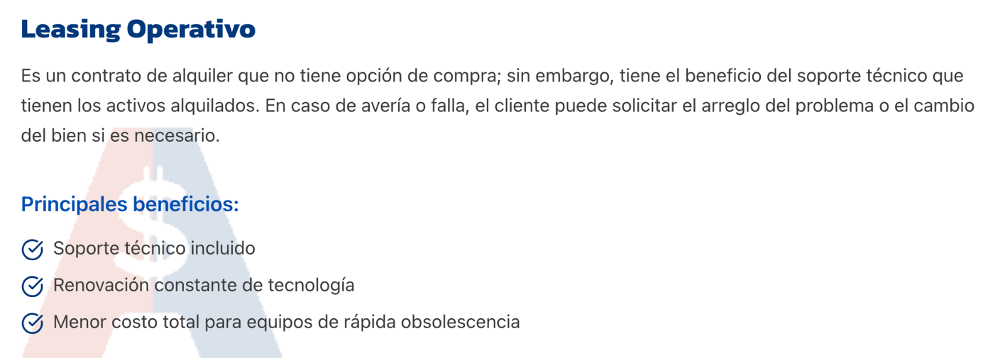 Leasing Operativo
Es un contrato de alquiler que no tiene opción de compra; sin embargo, tiene el beneficio del soporte técnico que
tienen los activos alquilados. En caso de avería o falla, el cliente puede solicitar el arreglo del problema o el cambio
del bien si es necesario.
Principales beneficios:
Soporte técnico incluido
Renovación constante de tecnología
Menor costo total para equipos de rápida obsolescencia